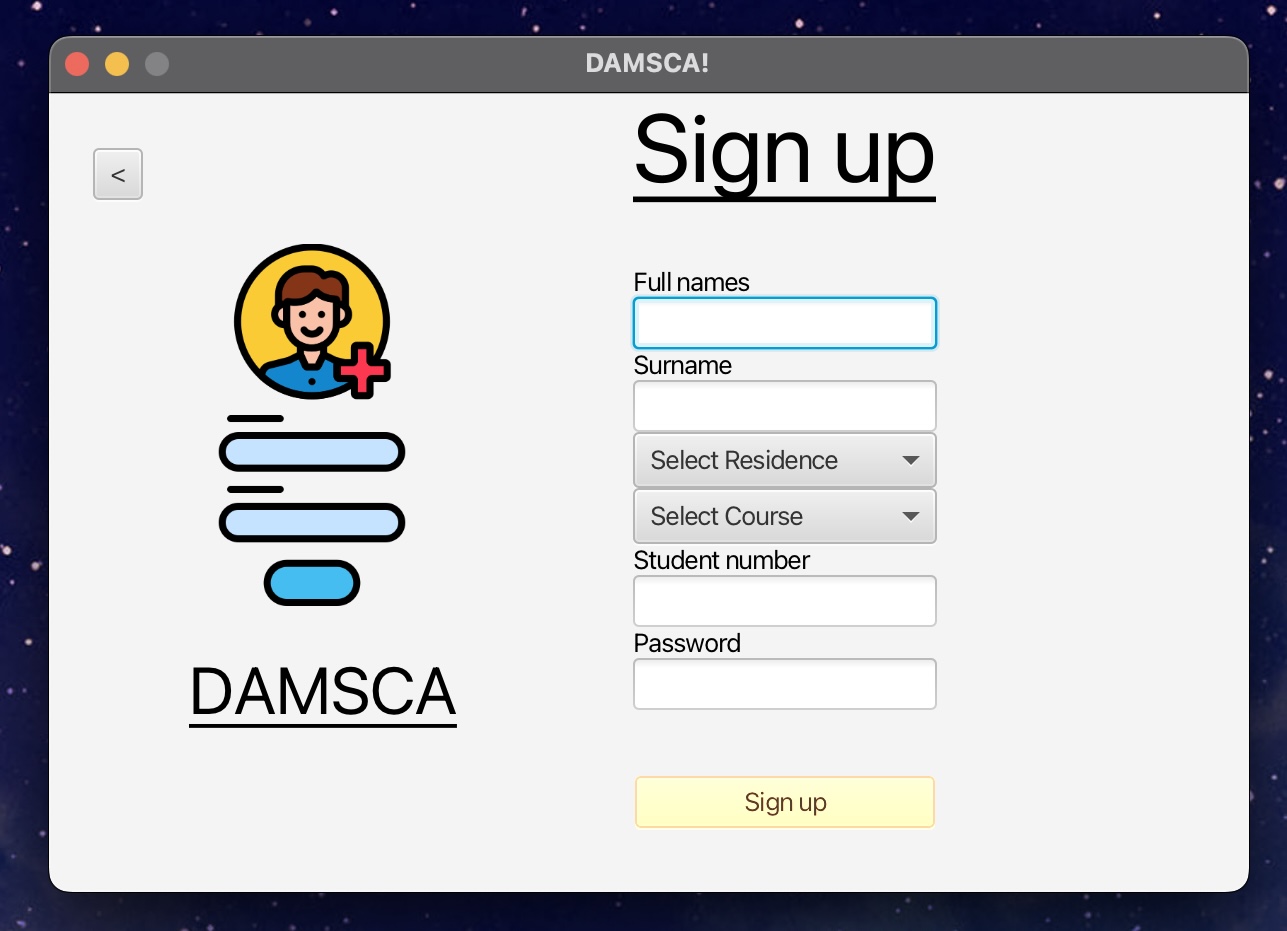 DAMSCA!
<
Sign up
Full names
Surname
Select Residence
Select Course
Student number
Password
DAMSCA
Sign up